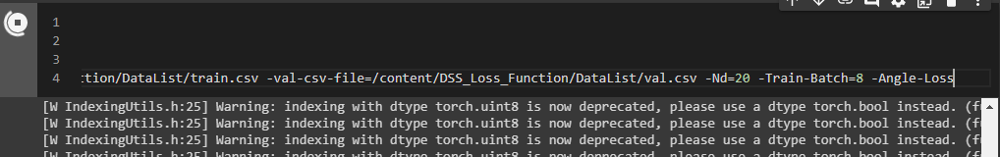 1
2
3
4 ction/DataList/train.csv -val-csv-file=/content/DSS_Loss_Function/DataList/val.csv -Nd=20 -Train-Batch=8 -Angle-Loss
[W IndexingUtils.h:25] Warning: indexing with dtype torch.uint8 is now deprecated, please use a dtype torch.bool instead. (f
[W IndexingUtils.h:25] Warning: indexing with dtype torch.uint8 is now deprecated, please use a dtype torch.bool instead. (f
[W IndexingUtils.h:25] Warning: indexing with dtype torch.uint8 is now deprecated, please use a dtype torch.bool instead. (f
[W IndexingUtils.h:25] Warning: indexing with dtype torch.uint8 is now deprecated, please use a dtype torch.bool instead. (f